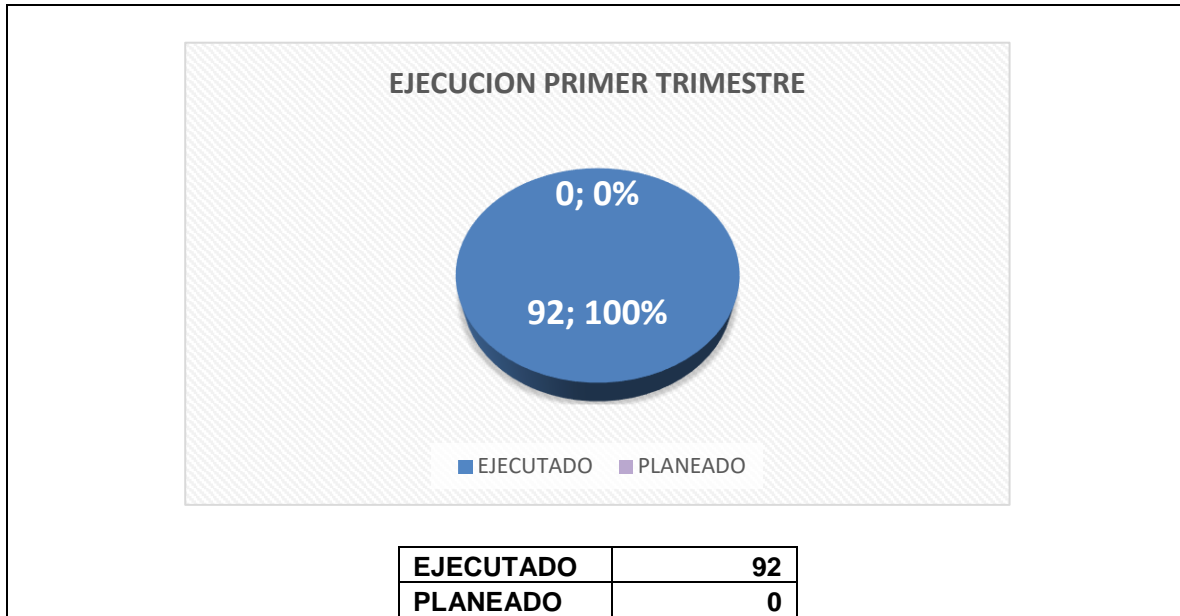 EJECUCION PRIMER TRIMESTRE
0; 0%
92; 100%
EJECUTADO PLANEADO
EJECUTADO 92
PLANEADO 0